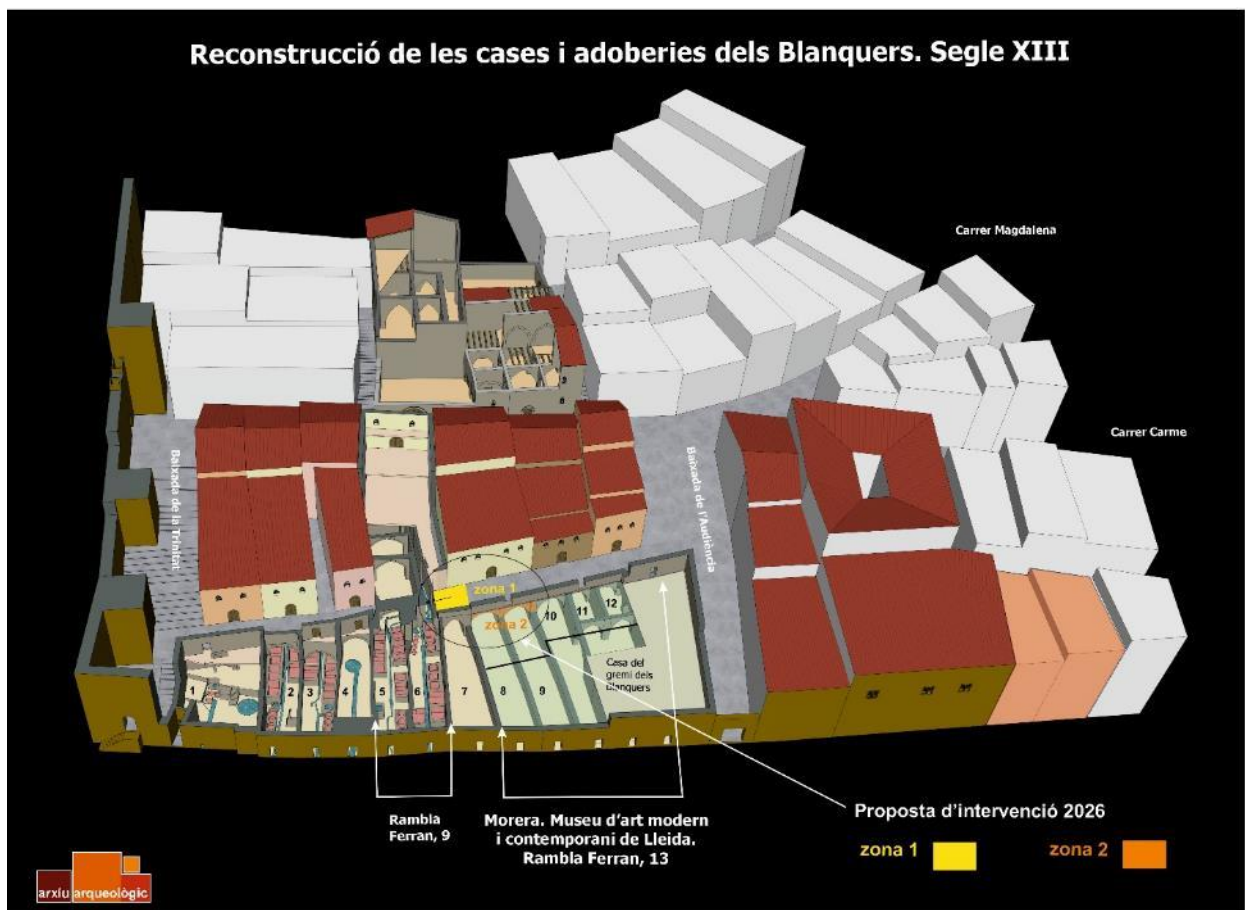 Reconstrucció de les cases i adoberies dels Blanquers. Segle XIII
Carrer Magdalena
Carrer Carme
Baixada de la Trinitat
Baixada de l'Audiència
zona 1
zona 2
1
2
3
4
5
6
7
8
9
10
11
12
Casa del
gremi dels
blanquers
Rambla
Ferran, 9
Morera. Museu d'art modern
i contemporani de Lleida.
Rambla Ferran, 13
Proposta d'intervenció 2026
zona 1
zona 2
arxiu arqueològic